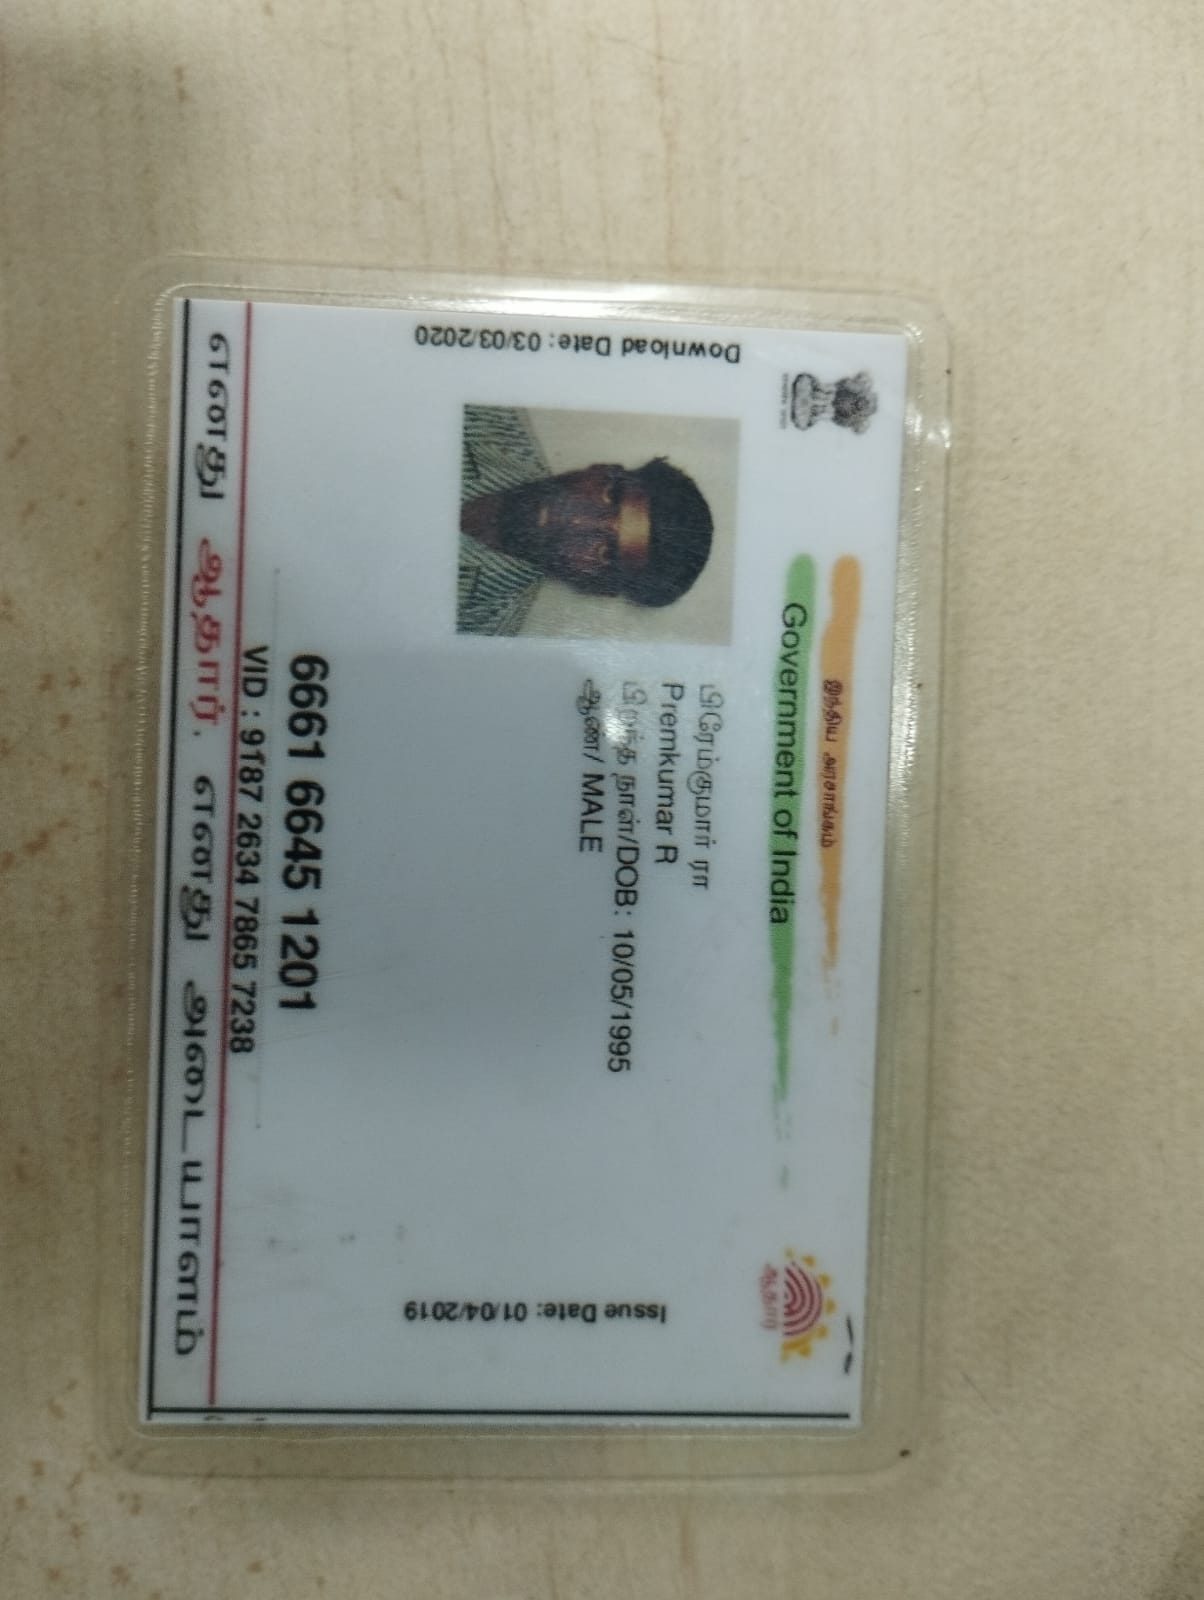 இந்திய அரசாங்கம்
Government of India
Download Date: 03/03/2020
பிரேம்குமார் ரா
Premkumar R
பிறந்த நாள்/DOB: 10/05/1995
ஆண்/ MALE
Issue Date: 01/04/2019
ஆதார்
6661 6645 1201
VID : 9187 2634 7865 7238
எனது ஆதார், எனது அடையாளம்